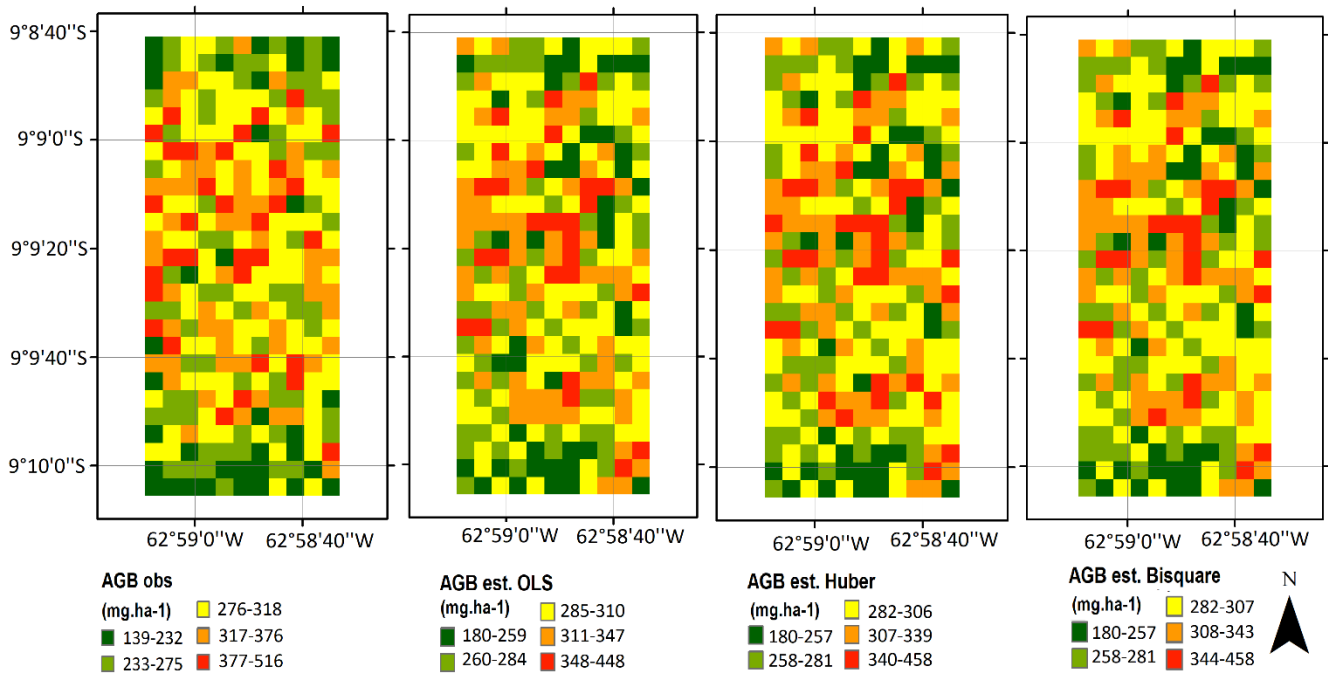 9°8'40''S
9°9'0''S
9°9'20''S
9°9'40''S
9°10'0''S
62°59'0''W 62°58'40''W
62°59'0''W 62°58'40''W
62°59'0''W 62°58'40''W
62°59'0''W 62°58'40''W
AGB obs
(mg.ha-1)
139-232
233-275
276-318
317-376
377-516
AGB est. OLS
(mg.ha-1)
180-259
260-284
285-310
311-347
348-448
AGB est. Huber
(mg.ha-1)
180-257
258-281
282-306
307-339
340-458
AGB est. Bisquare
(mg.ha-1)
180-257
258-281
282-307
308-343
344-458
N